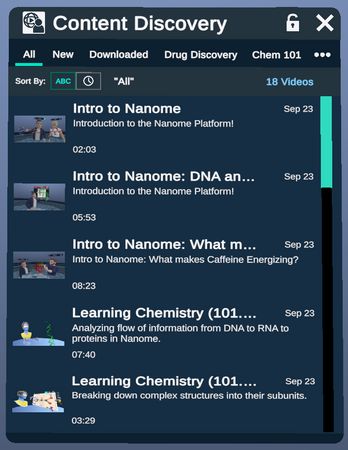 Content Discovery
All New Downloaded Drug Discovery Chem 101 •••
Sort By: ABC "All" 18 Videos
Intro to Nanome Sep 23
Introduction to the Nanome Platform!
02:03
Intro to Nanome: DNA an... Sep 23
Introduction to the Nanome Platform!
05:53
Intro to Nanome: What m... Sep 23
Intro to Nanome: What makes Caffeine Energizing?
08:23
Learning Chemistry (101.... Sep 23
Analyzing flow of information from DNA to RNA to
proteins in Nanome.
07:40
Learning Chemistry (101.... Sep 23
Breaking down complex structures into their subunits.
03:29